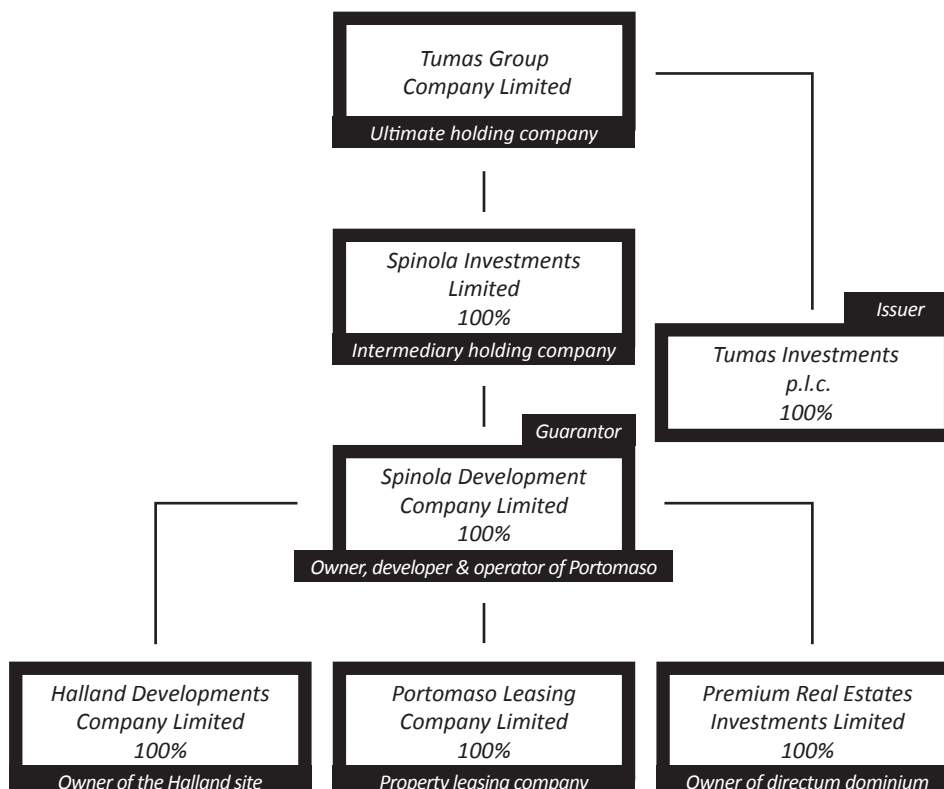 Tumas Group
Company Limited
Ultimate holding company
Spinola Investments
Limited
100%
Intermediary holding company
Issuer
Tumas Investments
p.l.c.
100%
Guarantor
Spinola Development
Company Limited
100%
Owner, developer & operator of Portomaso
Halland Developments
Company Limited
100%
Owner of the Halland site
Portomaso Leasing
Company Limited
100%
Property leasing company
Premium Real Estates
Investments Limited
100%
Owner of directum dominium